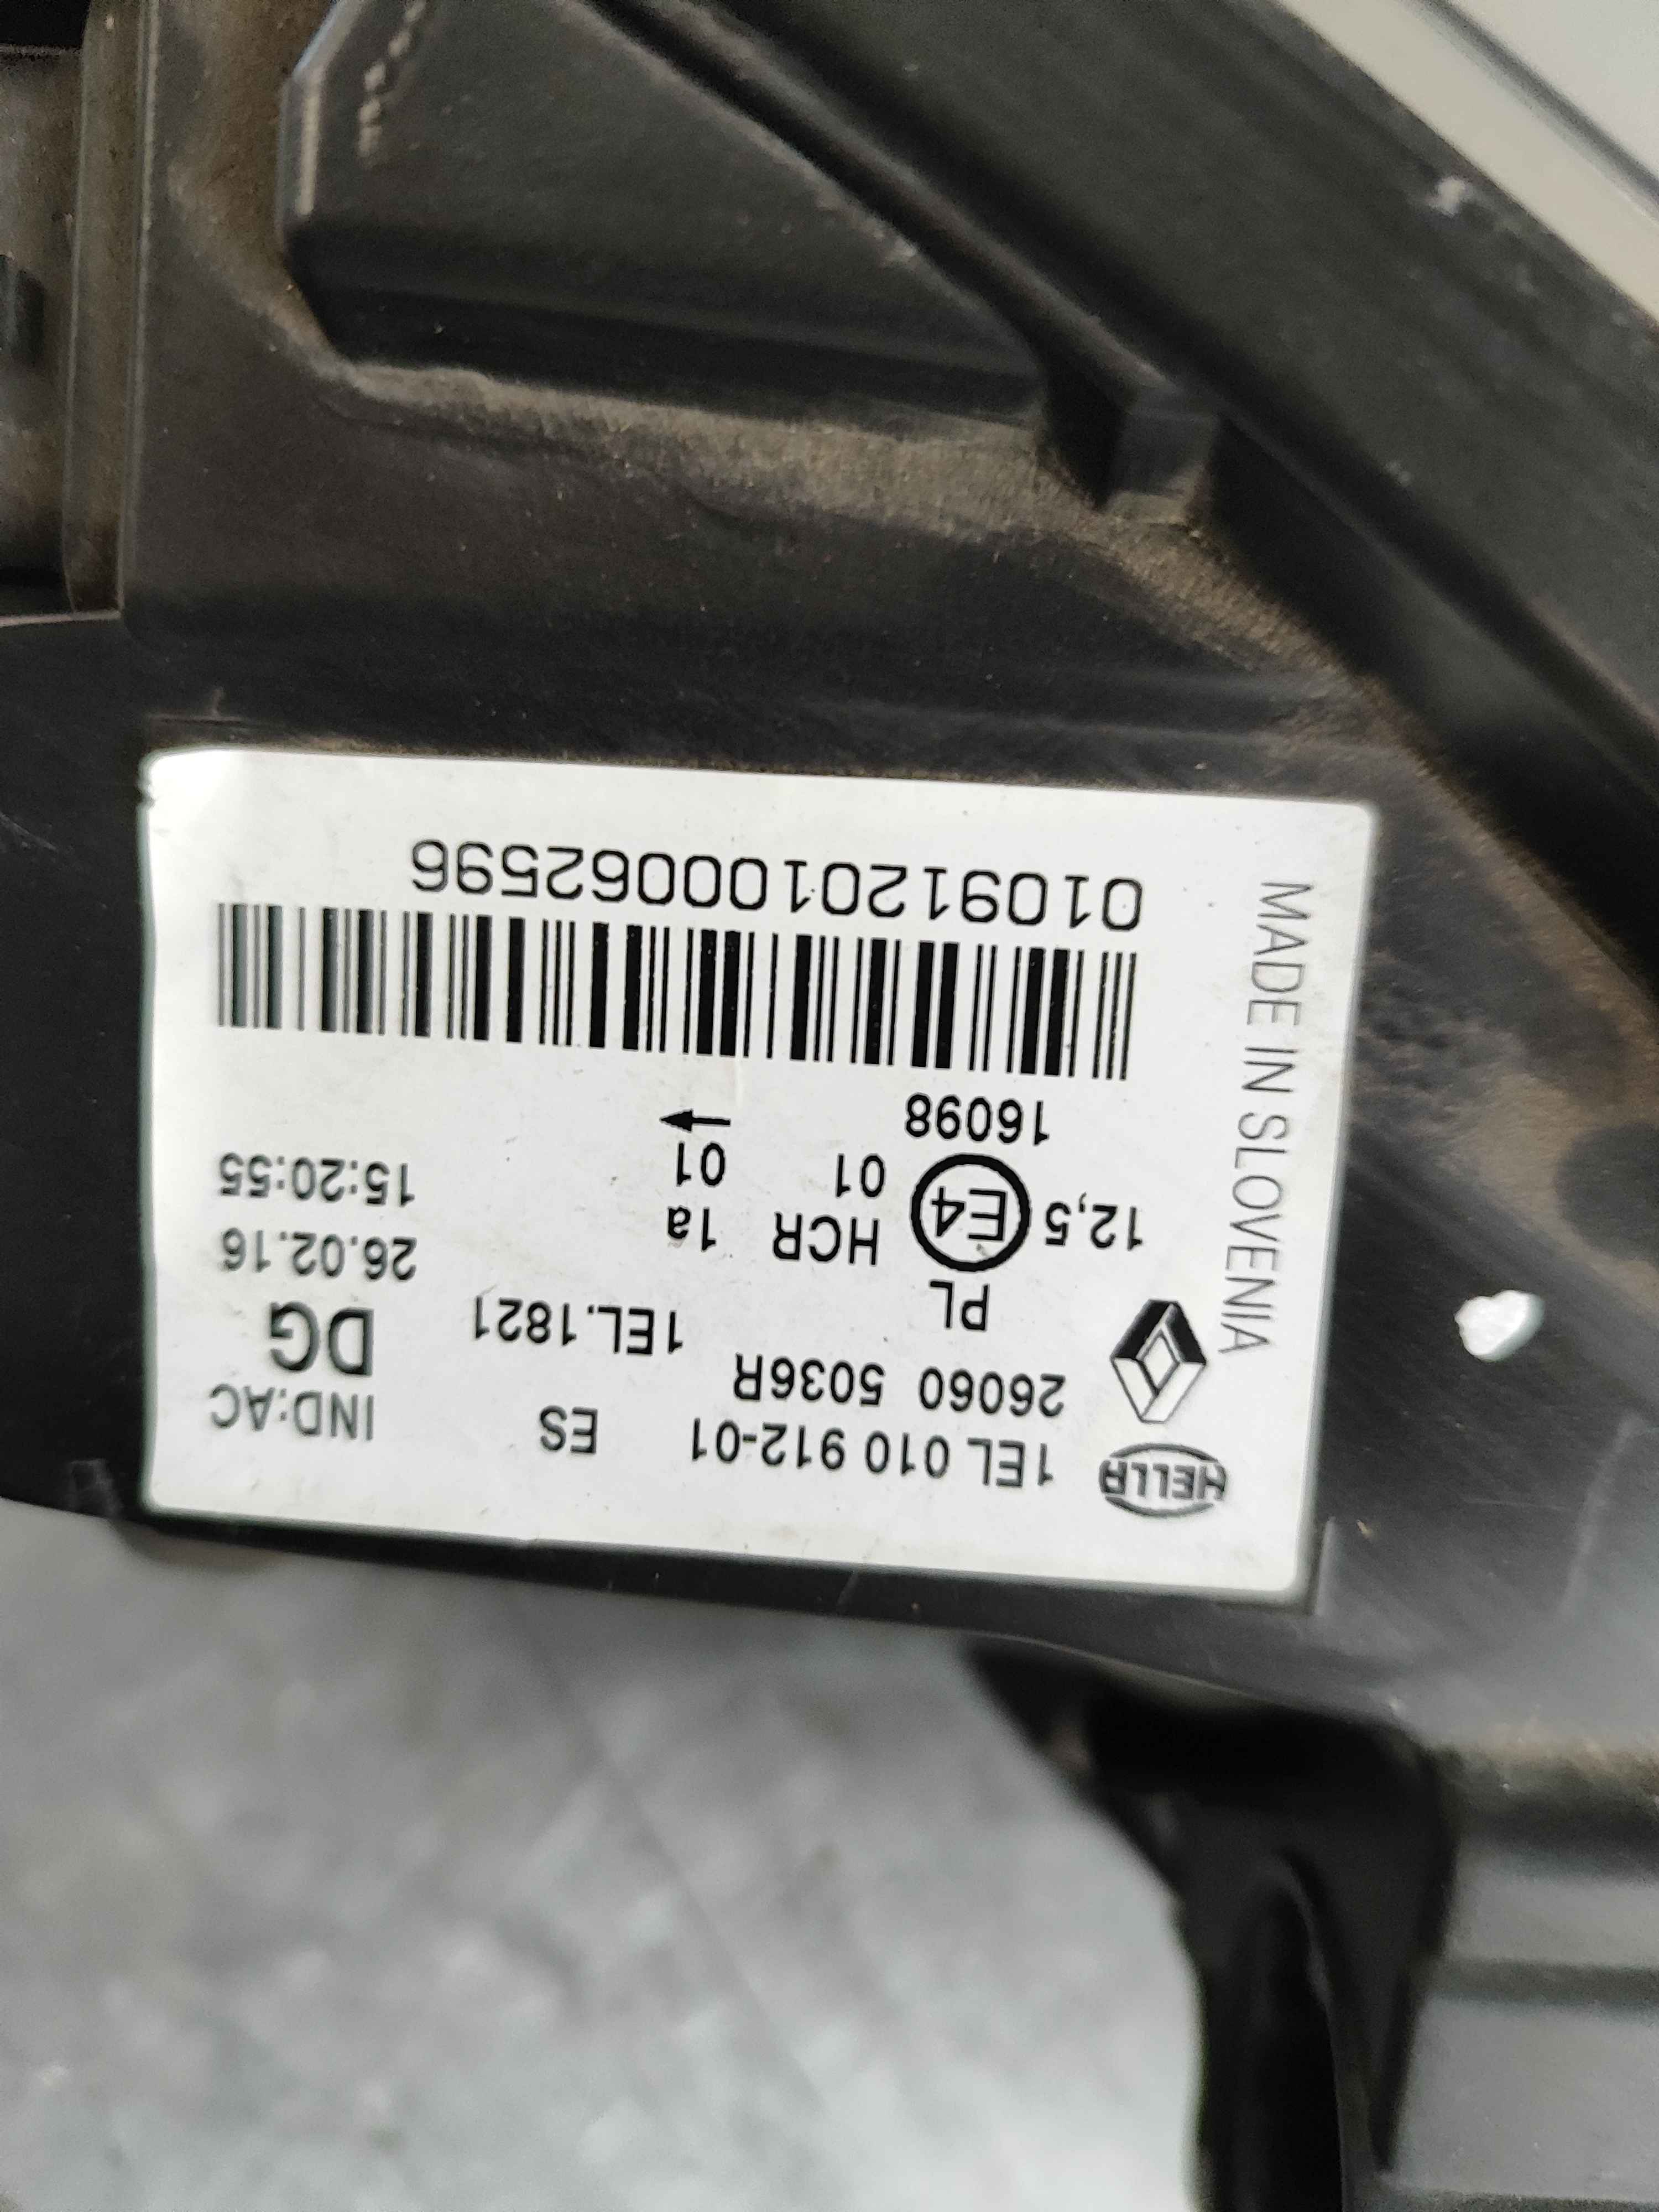 HELLA 1EL 010 912-01 ES IND:AC
26060 5036R DG
1EL.1821
PL 26.02.16
12,5 E4 HCR 1a 15:20:55
01 01
16098
0109120100062596
MADE IN SLOVENIA